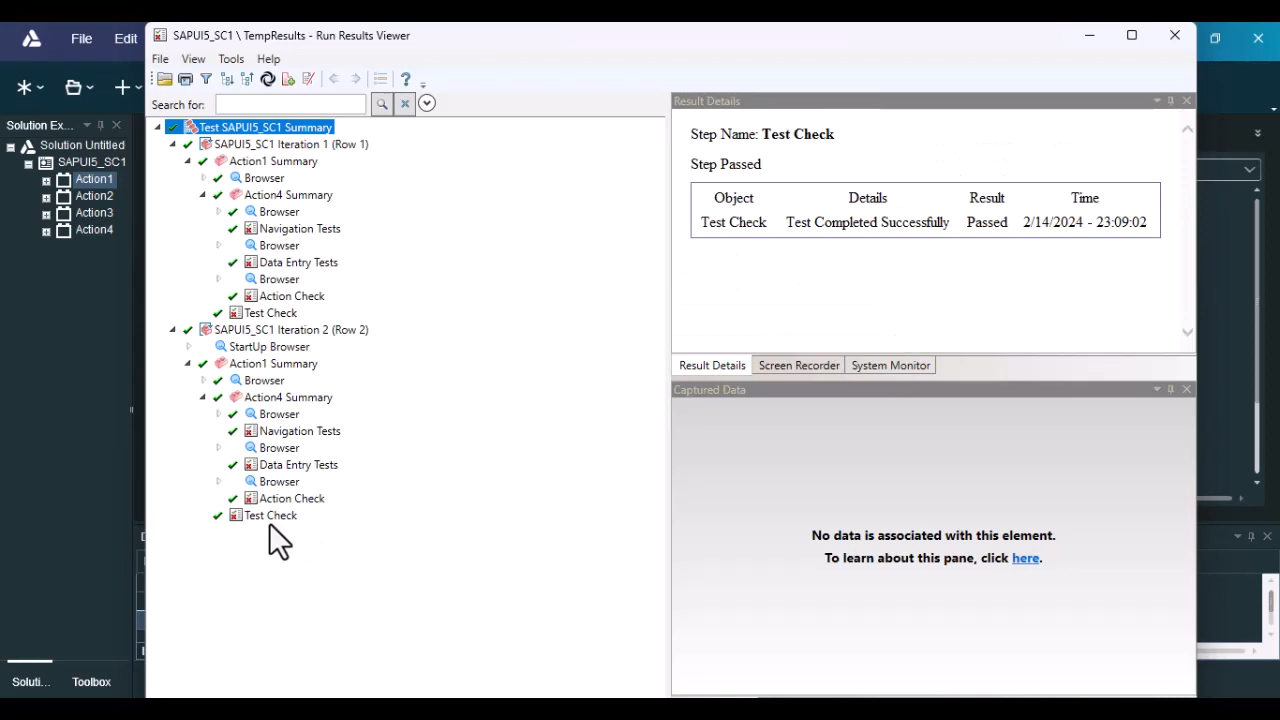 File Edit
SAPUI5_SC1 \ TempResults - Run Results Viewer
File View Tools Help
Search for:
Solution Ex...
Solution Untitled
SAPUI5_SC1
Action1
Action2
Action3
Action4
Test SAPUI5_SC1 Summary
SAPUI5_SC1 Iteration 1 (Row 1)
Action1 Summary
Browser
Action4 Summary
Browser
Navigation Tests
Browser
Data Entry Tests
Browser
Action Check
Test Check
SAPUI5_SC1 Iteration 2 (Row 2)
StartUp Browser
Action1 Summary
Browser
Action4 Summary
Browser
Navigation Tests
Browser
Data Entry Tests
Browser
Action Check
Test Check
Result Details
Step Name: Test Check
Step Passed
Object Details Result Time
Test Check Test Completed Successfully Passed 2/14/2024 - 23:09:02
Result Details Screen Recorder System Monitor
Captured Data
No data is associated with this element.
To learn about this pane, click here.
Soluti... Toolbox